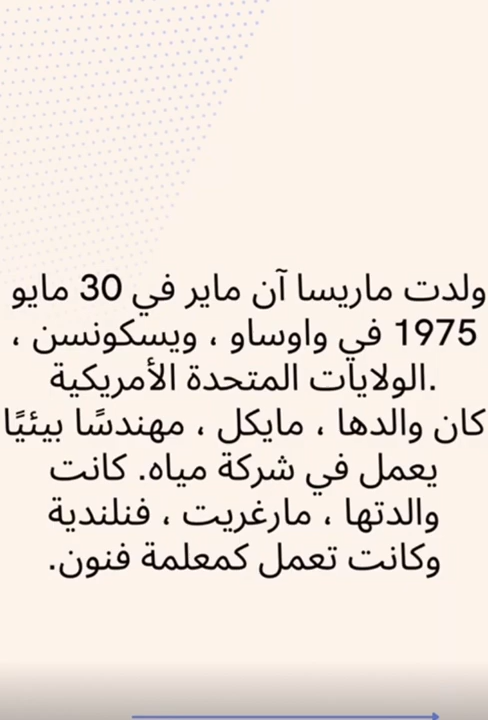 ولدت ماريسا آن ماير في 30 مايو
1975 في واوساو ، ويسكونسن ،
.الولايات المتحدة الأمريكية
كان والدها ، مايكل ، مهندسًا بيئيًا
يعمل في شركة مياه. كانت
والدتها ، مارغريت ، فنلندية
وكانت تعمل كمعلمة فنون.